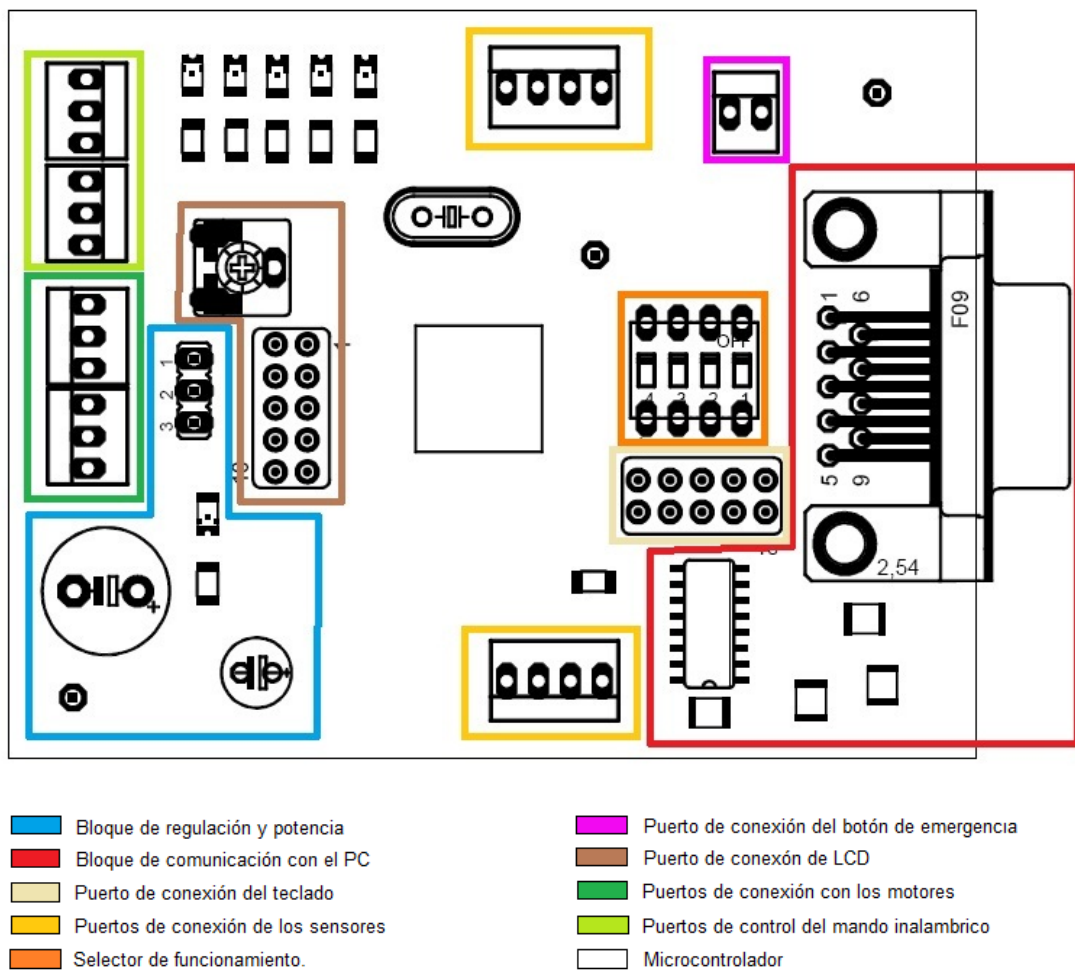 OFF
4 3 2 1
1 6
F09
1
2
3
5 9
2,54
+
+
Bloque de regulación y potencia
Bloque de comunicación con el PC
Puerto de conexión del teclado
Puertos de conexión de los sensores
Selector de funcionamiento.
Puerto de conexión del botón de emergencia
Puerto de conexón de LCD
Puertos de conexión con los motores
Puertos de control del mando inalambrico
Microcontrolador